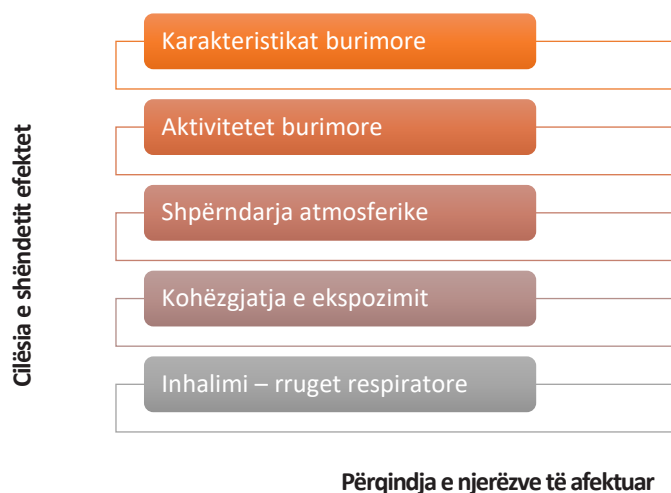 Karakteristikat burimore
Aktivitetet burimore
Shpërndarja atmosferike
Kohëzgjatja e ekspozimit
Inhalimi – rruget respiratore
Cilësia e shëndetit efektet
Përqindja e njerëzve të afektuar